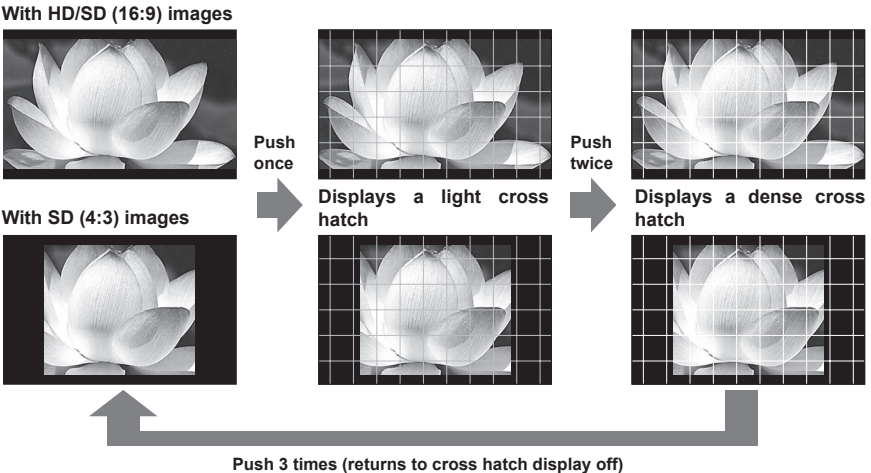 With HD/SD (16:9) images
Push
once
Push
twice
Displays a light cross
hatch
Displays a dense cross
hatch
With SD (4:3) images
Push 3 times (returns to cross hatch display off)